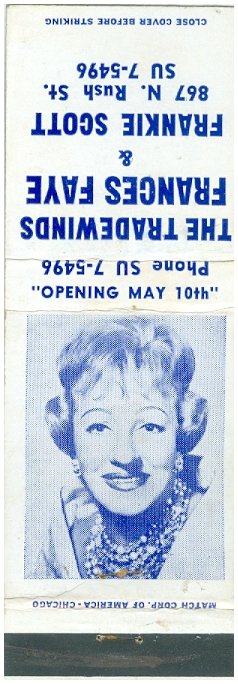 CLOSE COVER BEFORE STRIKING
Phone SU 7-5496
THE TRADEWINDS
FRANCES FAYE
&
FRANKIE SCOTT
867 N. Rush St.
SU 7-5496
"OPENING MAY 10th"
MATCH CORP. OF AMERICA - CHICAGO